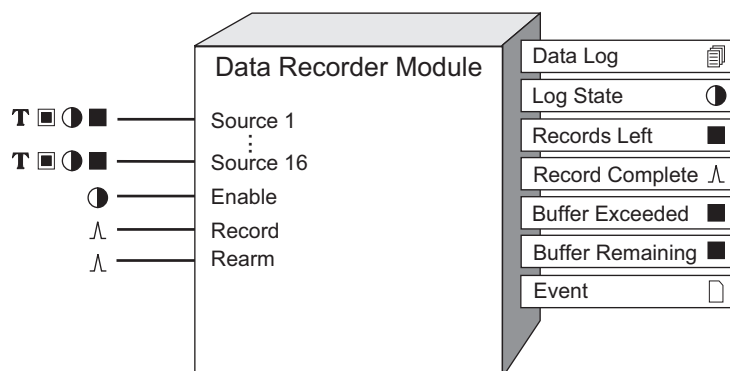 Data Recorder Module
T
Source 1
T
Source 16
Enable
Record
Rearm
Data Log
Log State
Records Left
Record Complete
Buffer Exceeded
Buffer Remaining
Event